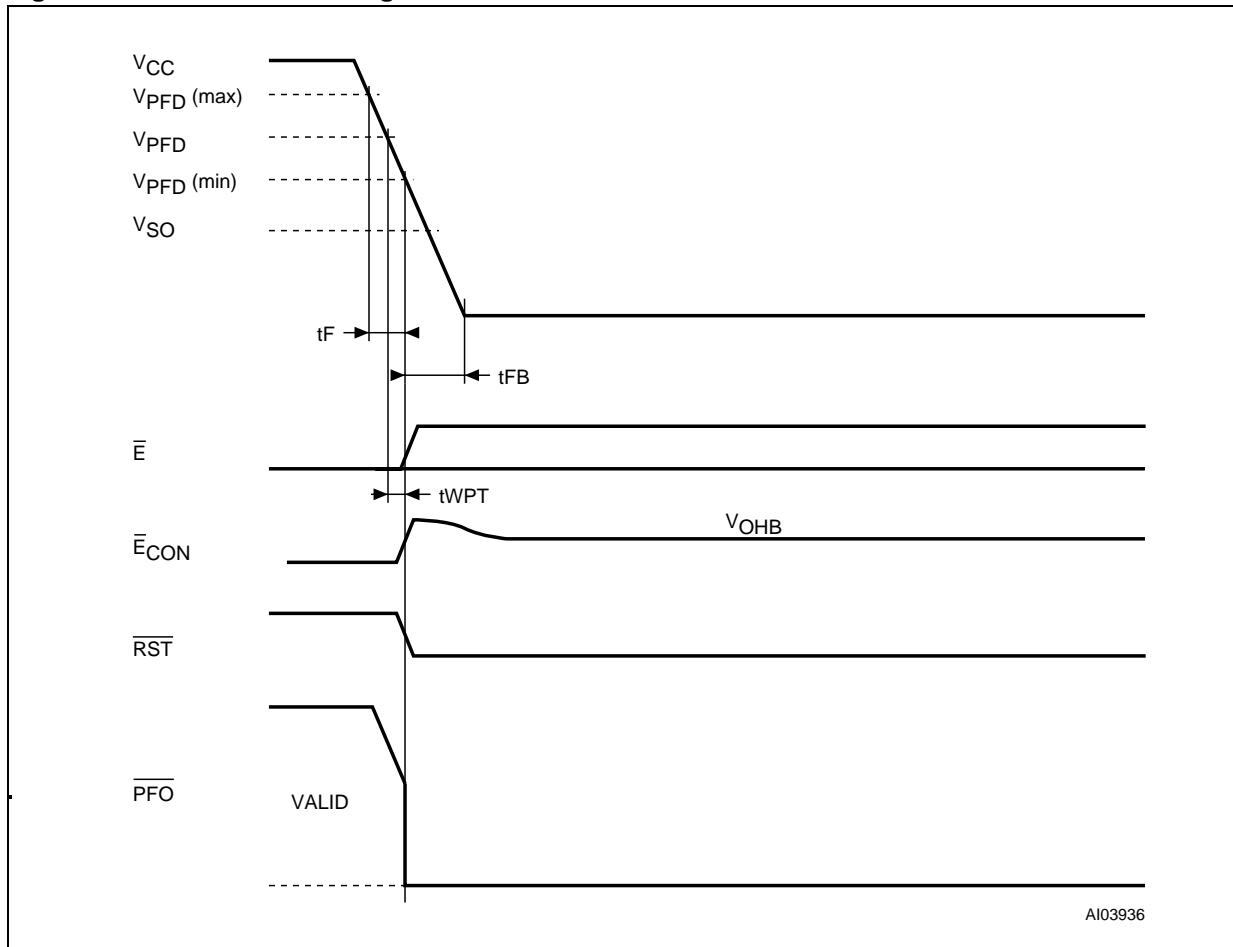 VCC
VPFD (max)
VPFD
VPFD (min)
VSO
tF
tFB
E
tWPT
VOHB
ECON
RST
PFO
VALID
AI03936